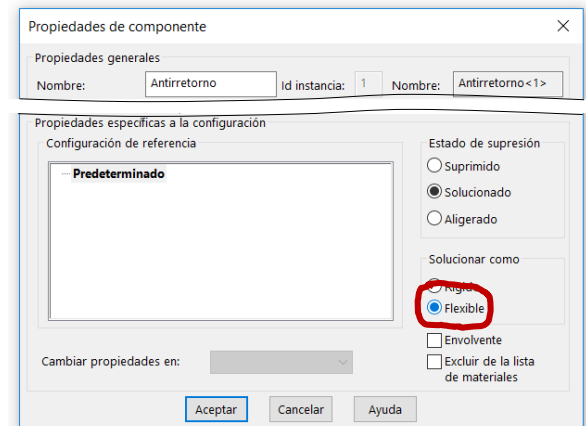 Propiedades de componente
Propiedades generales
Nombre: Antirretorno Id instancia: 1 Nombre: Antirretorno<1>
Propiedades específicas a la configuración
Configuración de referencia
Estado de supresión
Predeterminado
Suprimido
Solucionado
Aligerado
Solucionar como
Rígido
Flexible
Envolvente
Cambiar propiedades en:
Excluir de la lista
de materiales
Aceptar Cancelar Ayuda